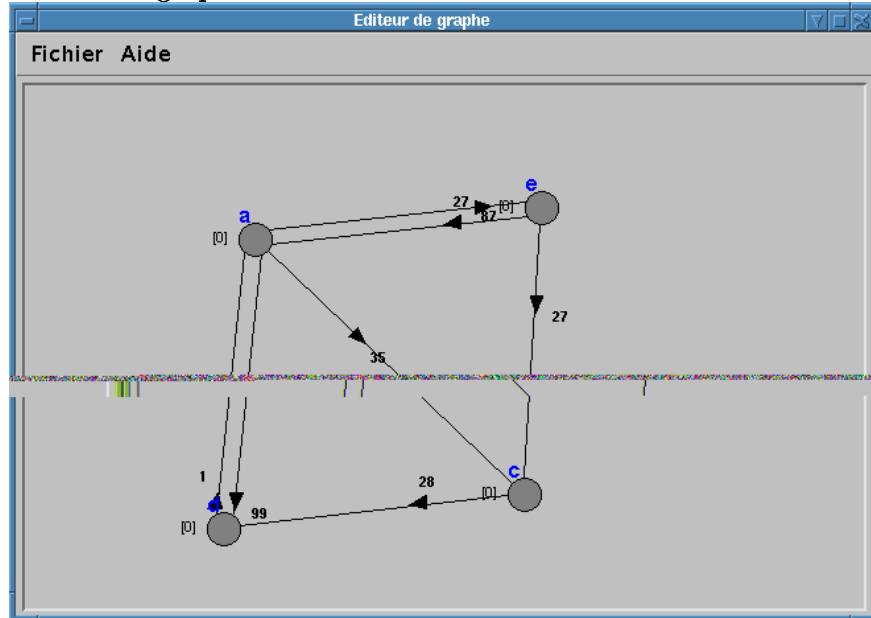 Editeur de graphe
Fichier Aide
e
27
[0]
87
a
[0]
27
35
c
1
28
[0]
d
99
[0]